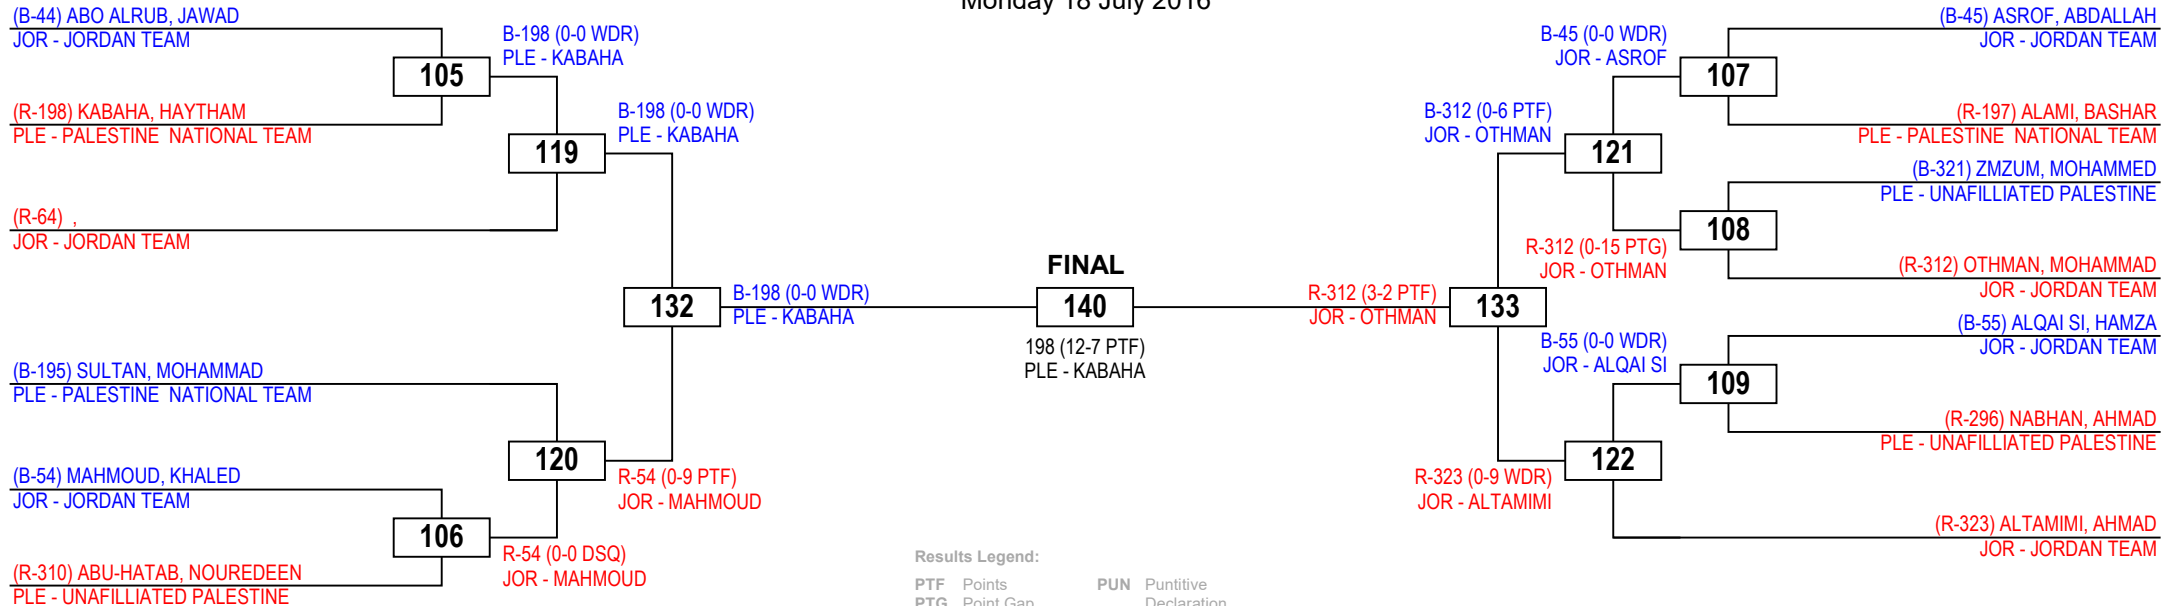 Monday 18 July 2016
(B-44) ABO ALRUB, JAWAD
JOR - JORDAN TEAM
105
(R-198) KABAHA, HAYTHAM
PLE - PALESTINE  NATIONAL TEAM
B-198 (0-0 WDR)
PLE - KABAHA
119
(R-64)  ,
JOR - JORDAN TEAM
B-198 (0-0 WDR)
PLE - KABAHA
132
(B-195) SULTAN, MOHAMMAD
PLE - PALESTINE  NATIONAL TEAM
120
(B-54) MAHMOUD, KHALED
JOR - JORDAN TEAM
106
(R-310) ABU-HATAB, NOUREDEEN
PLE - UNAFILLIATED PALESTINE
R-54 (0-0 DSQ)
JOR - MAHMOUD
R-54 (0-9 PTF)
JOR - MAHMOUD
B-198 (0-0 WDR)
PLE - KABAHA
FINAL
140
198 (12-7 PTF)
PLE - KABAHA
R-312 (3-2 PTF)
JOR - OTHMAN
133
B-312 (0-6 PTF)
JOR - OTHMAN
121
B-45 (0-0 WDR)
JOR - ASROF
107
(B-45) ASROF, ABDALLAH
JOR - JORDAN TEAM
(R-197) ALAMI, BASHAR
PLE - PALESTINE  NATIONAL TEAM
(B-321) ZMZUM, MOHAMMED
PLE - UNAFILLIATED PALESTINE
108
R-312 (0-15 PTG)
JOR - OTHMAN
(R-312) OTHMAN, MOHAMMAD
JOR - JORDAN TEAM
(B-55) ALQAI SI, HAMZA
JOR - JORDAN TEAM
B-55 (0-0 WDR)
JOR - ALQAI SI
109
(R-296) NABHAN, AHMAD
PLE - UNAFILLIATED PALESTINE
122
R-323 (0-9 WDR)
JOR - ALTAMIMI
(R-323) ALTAMIMI, AHMAD
JOR - JORDAN TEAM
Results Legend:
PTF Points PUN Puntitive
PTG Point Gap Declaration